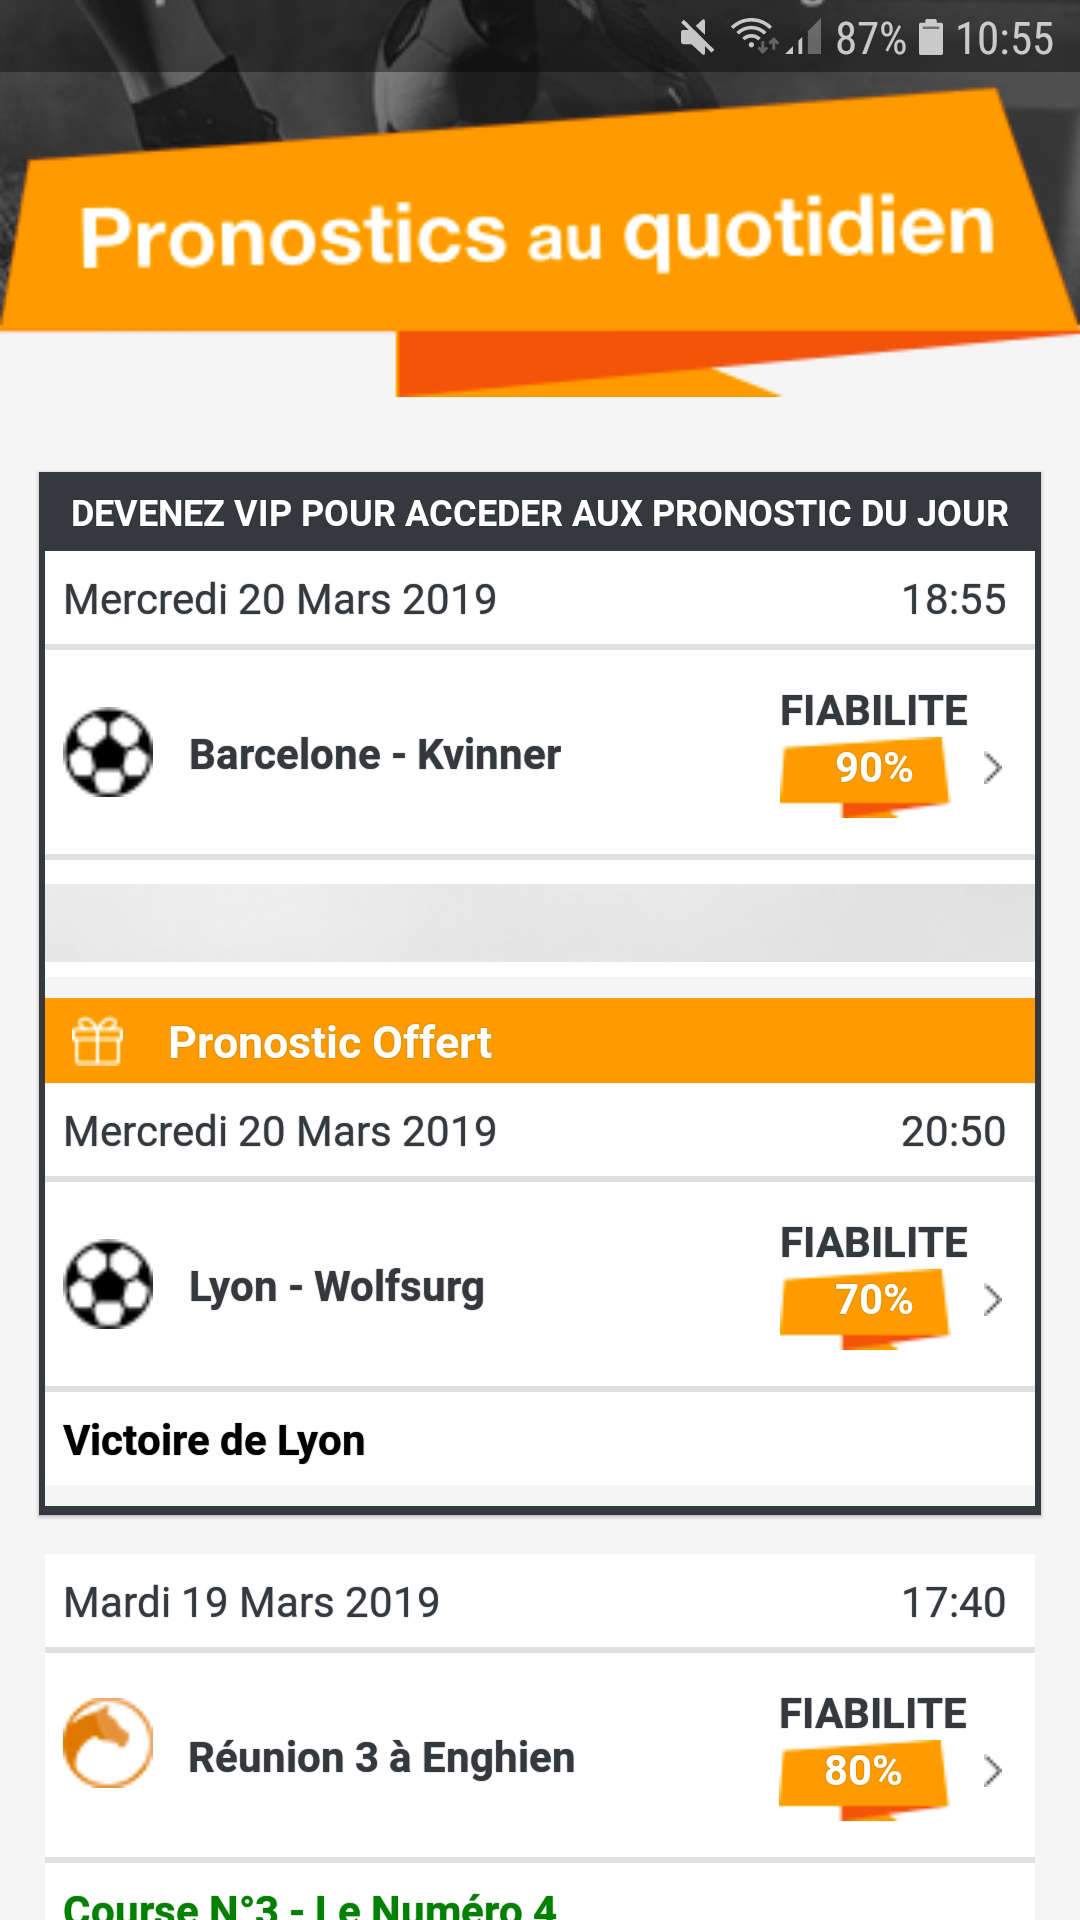 87% 10:55
Pronostics au quotidien
DEVENEZ VIP POUR ACCEDER AUX PRONOSTIC DU JOUR
Mercredi 20 Mars 2019 18:55
FIABILITE
Barcelone - Kvinner 90%
Pronostic Offert
Mercredi 20 Mars 2019 20:50
FIABILITE
Lyon - Wolfsurg 70%
Victoire de Lyon
Mardi 19 Mars 2019 17:40
FIABILITE
Réunion 3 à Enghien 80%
Course N°3 - Le Numéro 4